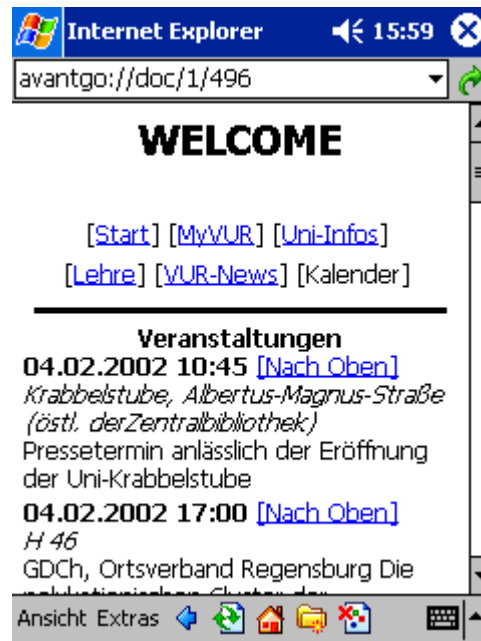 Internet Explorer 15:59
avantgo://doc/1/496
WELCOME
[Start] [MyVUR] [Uni-Infos]
[Lehre] [VUR-News] [Kalender]
Veranstaltungen
04.02.2002 10:45 [Nach Oben]
Krabbelstube, Albertus-Magnus-Straße
(östl. derZentralbibliothek)
Pressetermin anlässlich der Eröffnung
der Uni-Krabbelstube
04.02.2002 17:00 [Nach Oben]
H 46
GDCh, Ortsverband Regensburg Die
Ansicht Extras